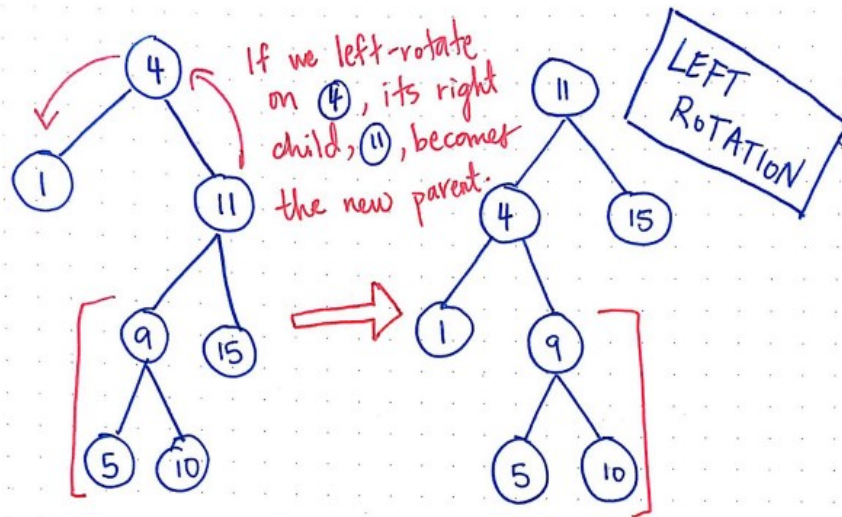 If we left-rotate
on 4, its right
child, 11, becomes
the new parent.
LEFT
ROTATION
4
1
11
9
15
5
10
11
4
15
1
9
5
10